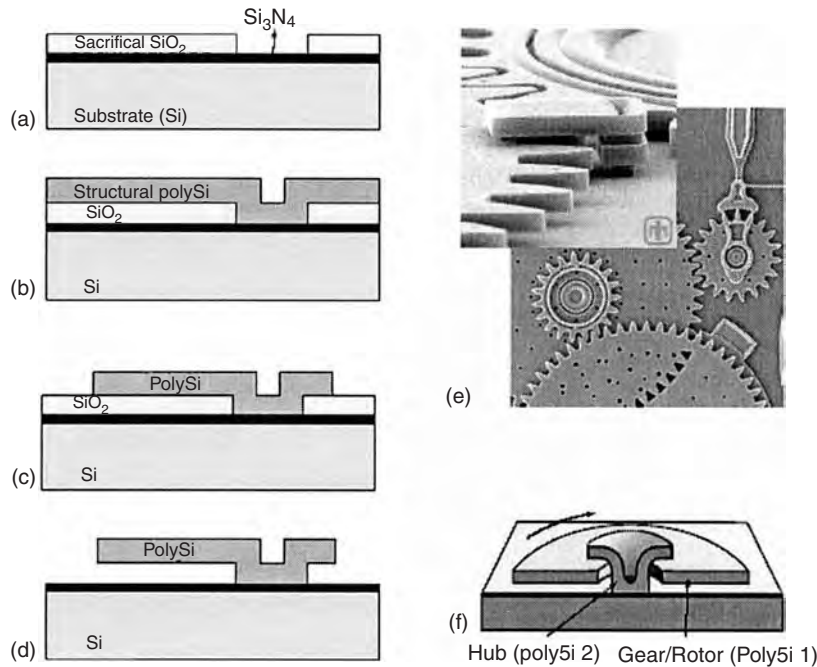 Si₃N₄
Sacrifical SiO₂
(a)
Substrate (Si)
Structural polySi
SiO₂
(b)
Si
PolySi
SiO₂
(c)
Si
PolySi
(d)
Si
(e)
(f)
Hub (poly5i 2) Gear/Rotor (Poly5i 1)